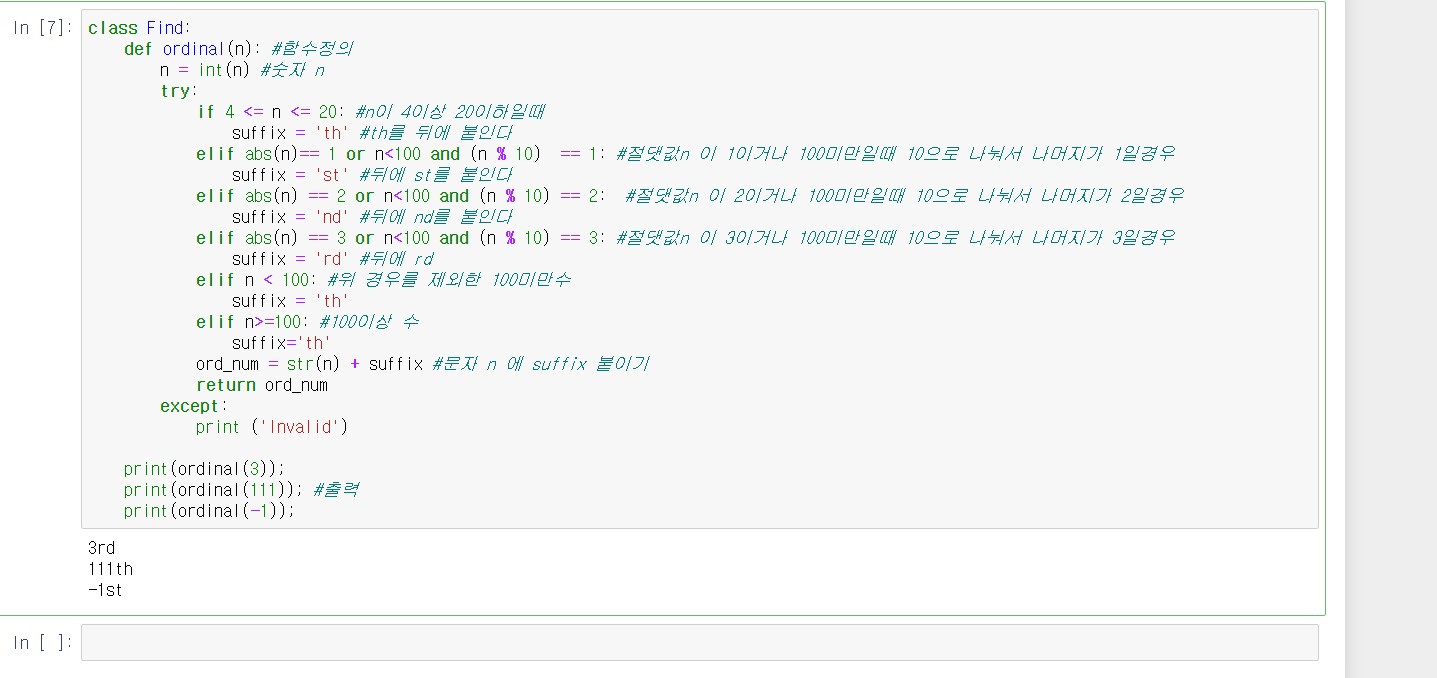 In [7]: class Find:
def ordinal(n): #함수정의
n = int(n) #숫자 n
try:
if 4 <= n <= 20: #n이 4이상 20이하일때
suffix = 'th' #th를 뒤에 붙인다
elif abs(n)== 1 or n<100 and (n % 10)  == 1: #절댓값n 이 1이거나 100미만일때 10으로 나눠서 나머지가 1일경우
suffix = 'st' #뒤에 st를 붙인다
elif abs(n) == 2 or n<100 and (n % 10) == 2:  #절댓값n 이 2이거나 100미만일때 10으로 나눠서 나머지가 2일경우
suffix = 'nd' #뒤에 nd를 붙인다
elif abs(n) == 3 or n<100 and (n % 10) == 3: #절댓값n 이 3이거나 100미만일때 10으로 나눠서 나머지가 3일경우
suffix = 'rd' #뒤에 rd
elif n < 100: #위 경우를 제외한 100미만수
suffix = 'th'
elif n>=100: #100이상 수
suffix='th'
ord_num = str(n) + suffix #문자 n 에 suffix 붙이기
return ord_num
except:
print ('Invalid')
print(ordinal(3));
print(ordinal(111)); #출력
print(ordinal(-1));
3rd
111th
-1st
In [ ]: